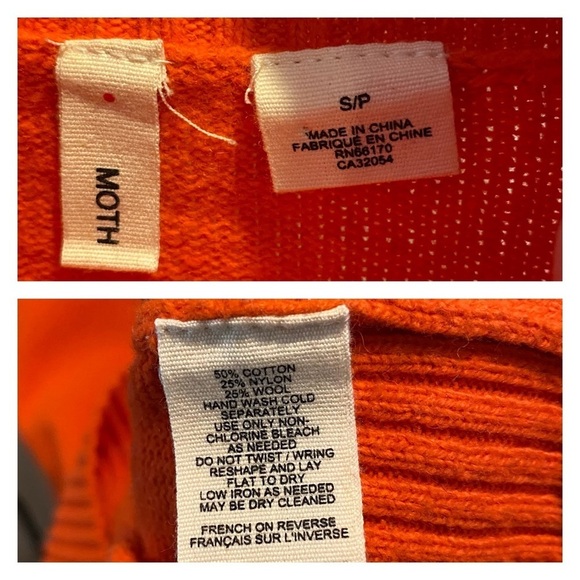 MOTH
S/P
MADE IN CHINA
FABRIQUÉ EN CHINE
RN66170
CA32054
50% COTTON
25% NYLON
25% WOOL
HAND WASH COLD
SEPARATELY
USE ONLY NON-
CHLORINE BLEACH
AS NEEDED
DO NOT TWIST / WRING
RESHAPE AND LAY
FLAT TO DRY
LOW IRON AS NEEDED
MAY BE DRY CLEANED
FRENCH ON REVERSE
FRANÇAIS SUR L'INVERSE